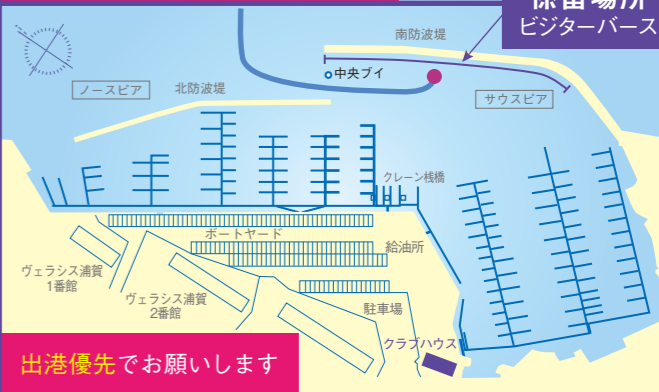 係留場所
ビジターバース
南防波堤
中央ブイ
ノースピア
北防波堤
サウスピア
クレーン桟橋
ボートヤード
給油所
ヴェラシス浦賀
1番館
ヴェラシス浦賀
2番館
駐車場
クラブハウス
出港優先でお願いします